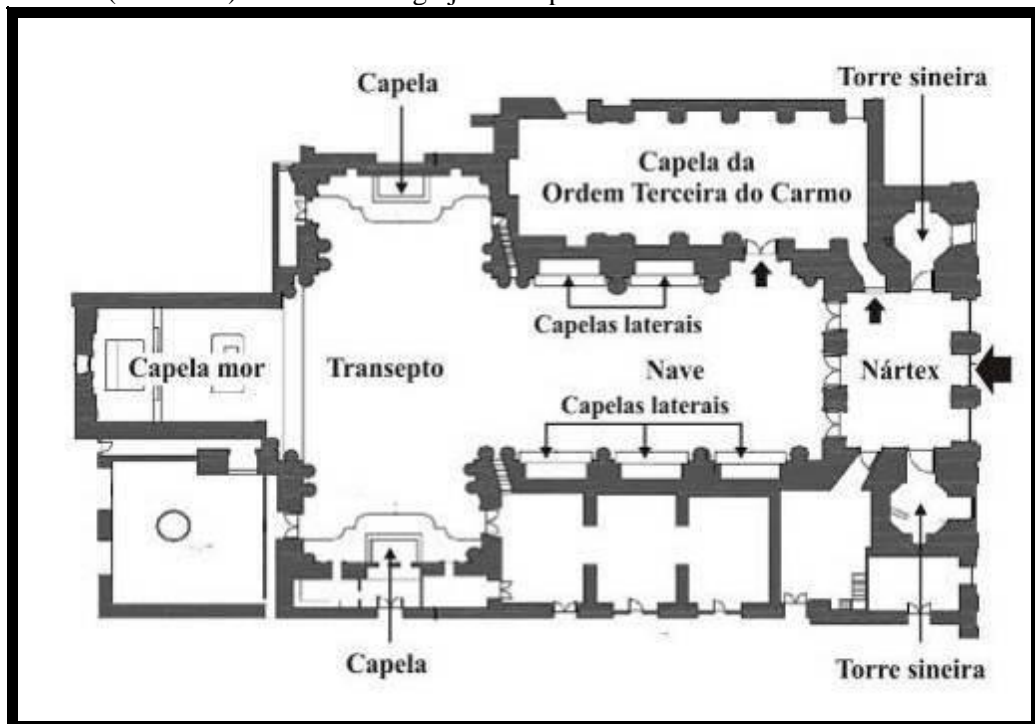 Capela
Torre sineira
Capela da
Ordem Terceira do Carmo
Capelas laterais
Capela mor
Transepto
Nave
Nártex
Capelas laterais
Capela
Torre sineira